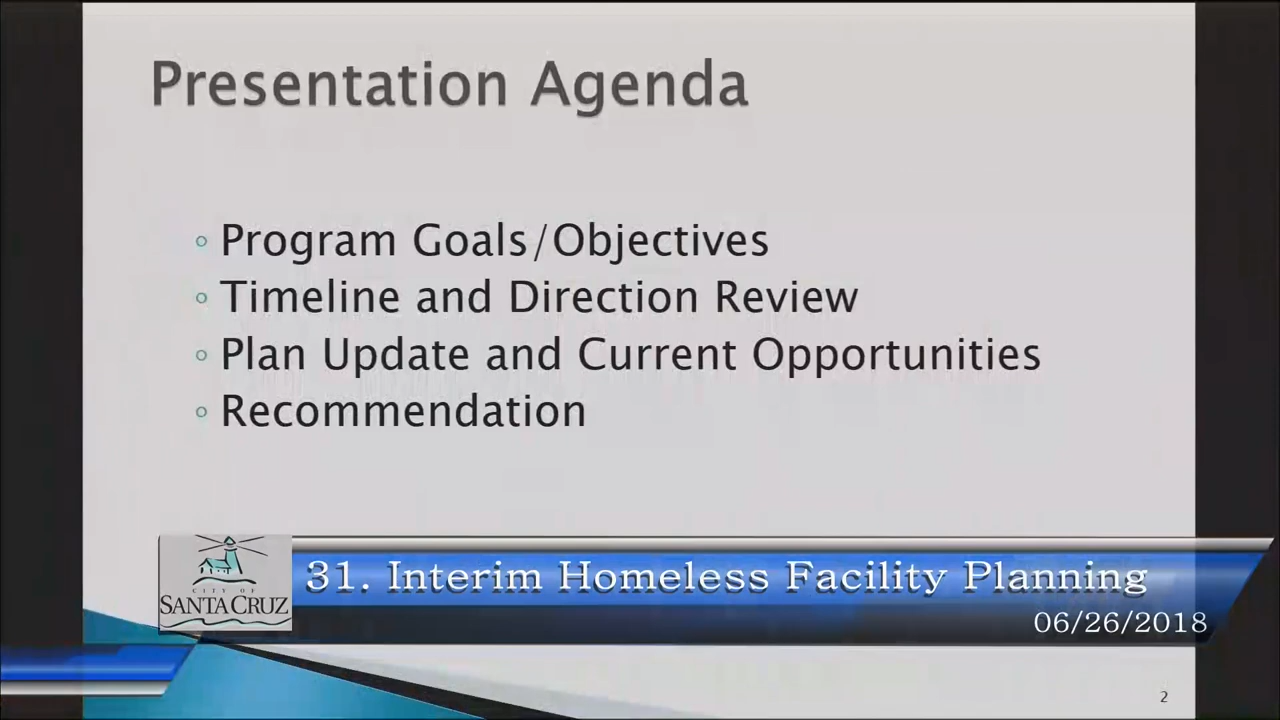 Presentation Agenda
Program Goals/Objectives
Timeline and Direction Review
Plan Update and Current Opportunities
Recommendation
CITY OF
SANTA CRUZ
31. Interim Homeless Facility Planning
06/26/2018
2